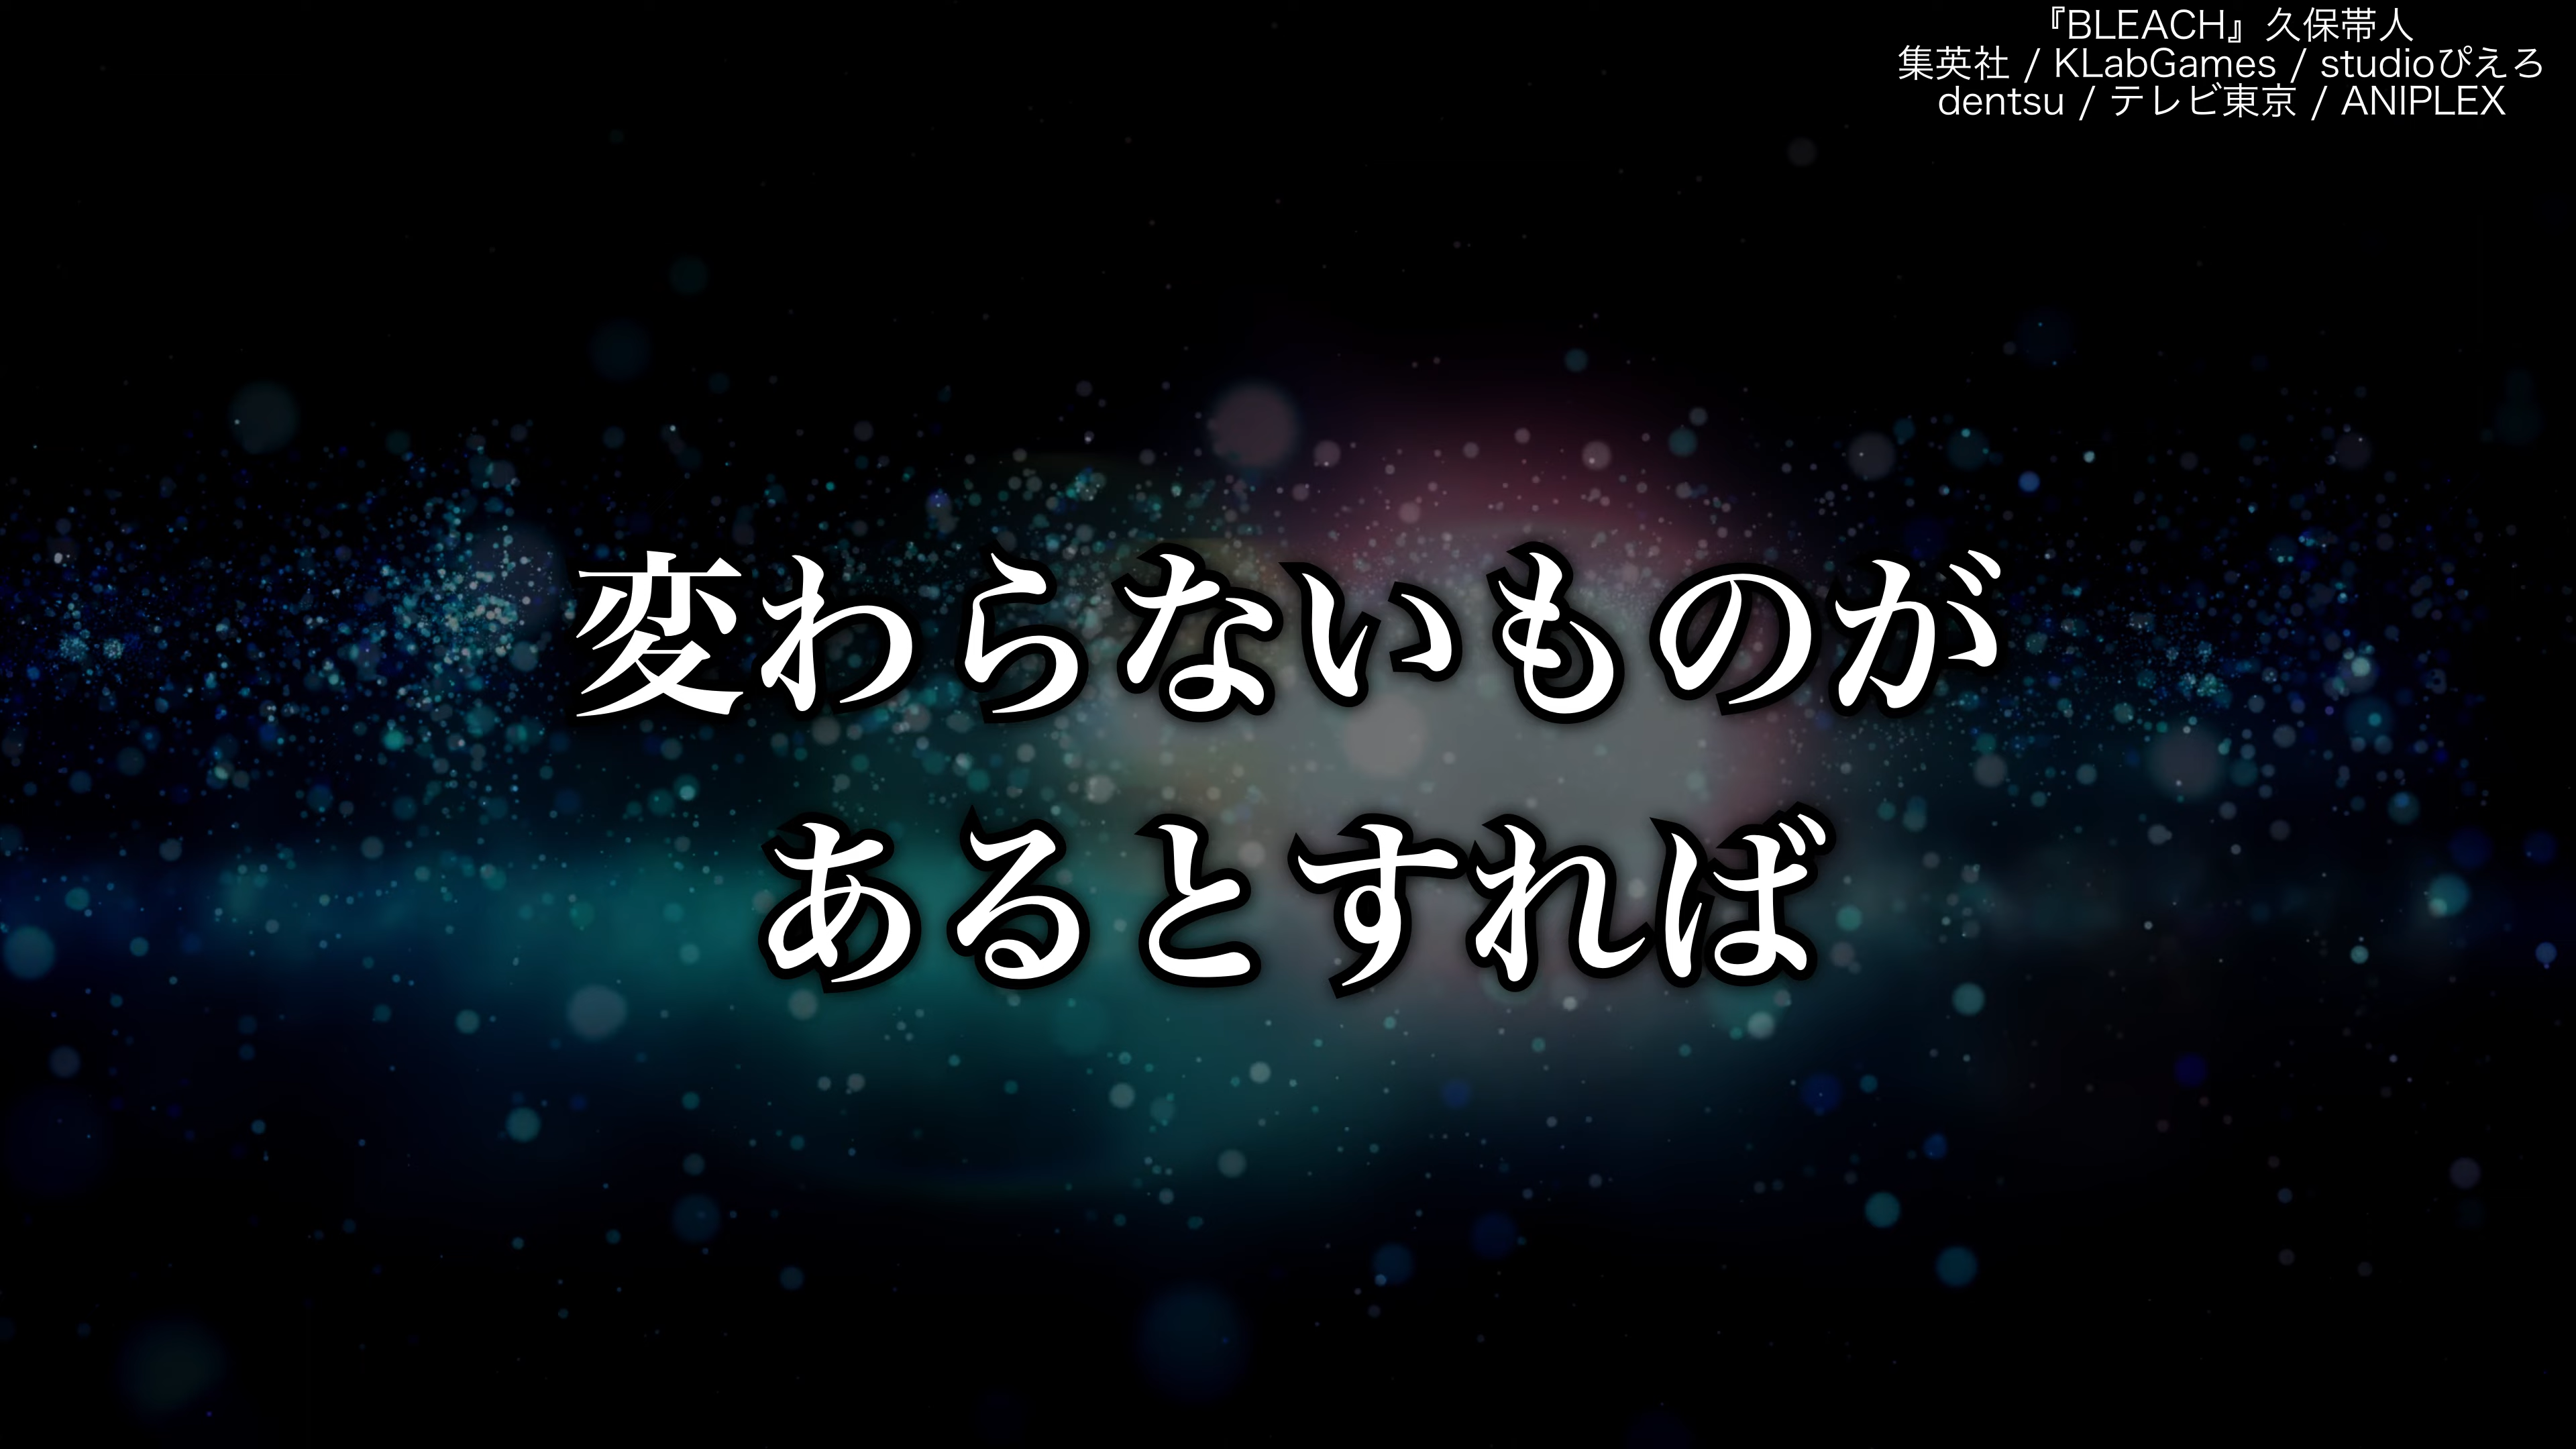 『BLEACH』久保帯人
集英社 / KLabGames / studioぴえろ
dentsu / テレビ東京 / ANIPLEX
変わらないものが
あるとすれば